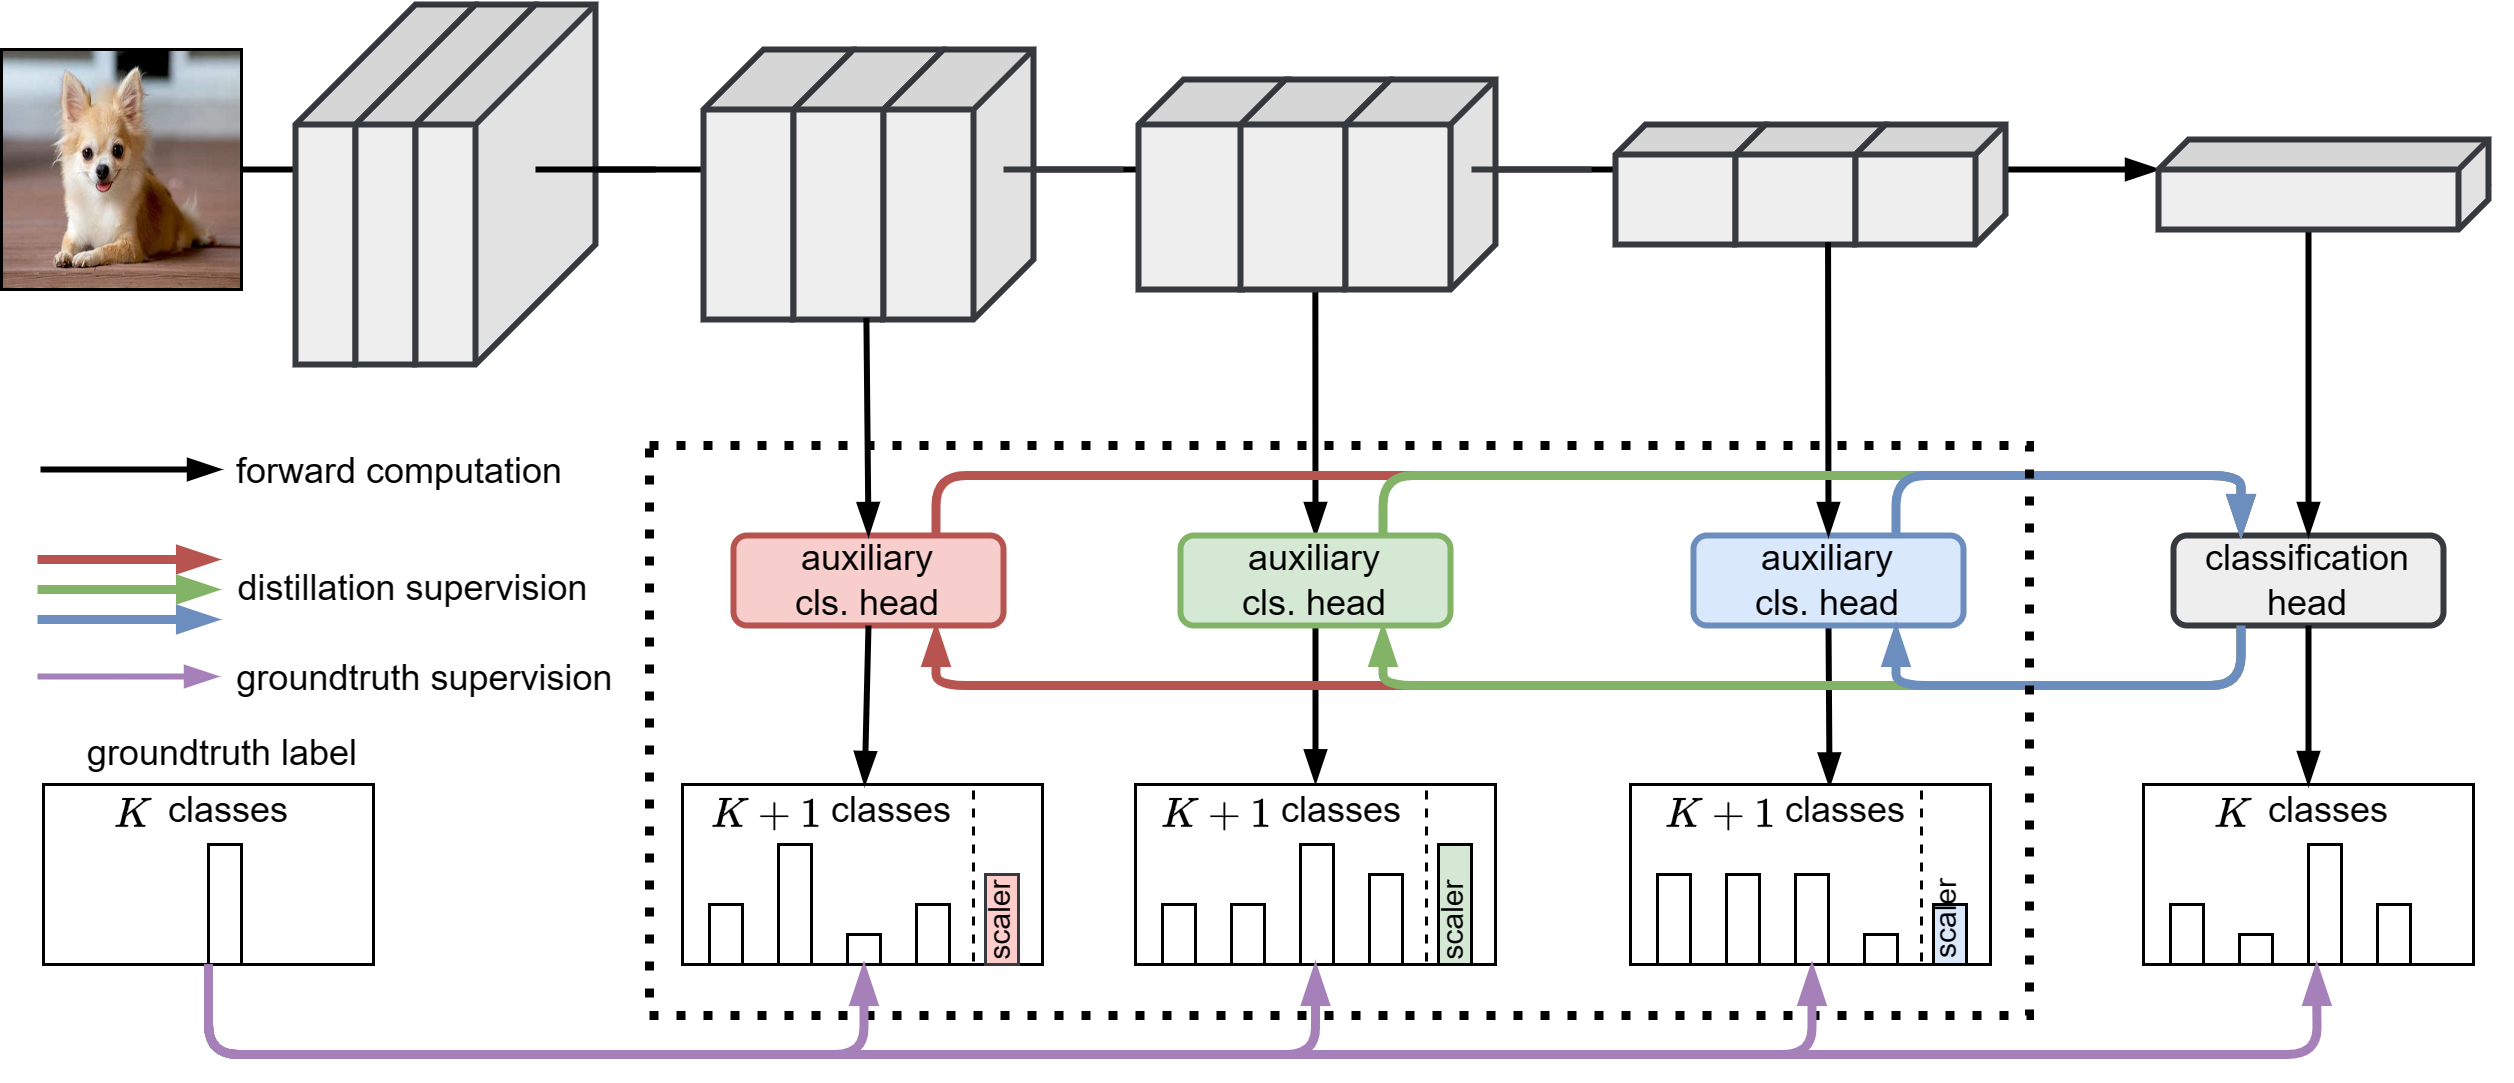 forward computation
distillation supervision
groundtruth supervision
groundtruth label
K classes
auxiliary
cls. head
auxiliary
cls. head
auxiliary
cls. head
classification
head
K + 1 classes
scaler
K + 1 classes
scaler
K + 1 classes
scaler
K classes